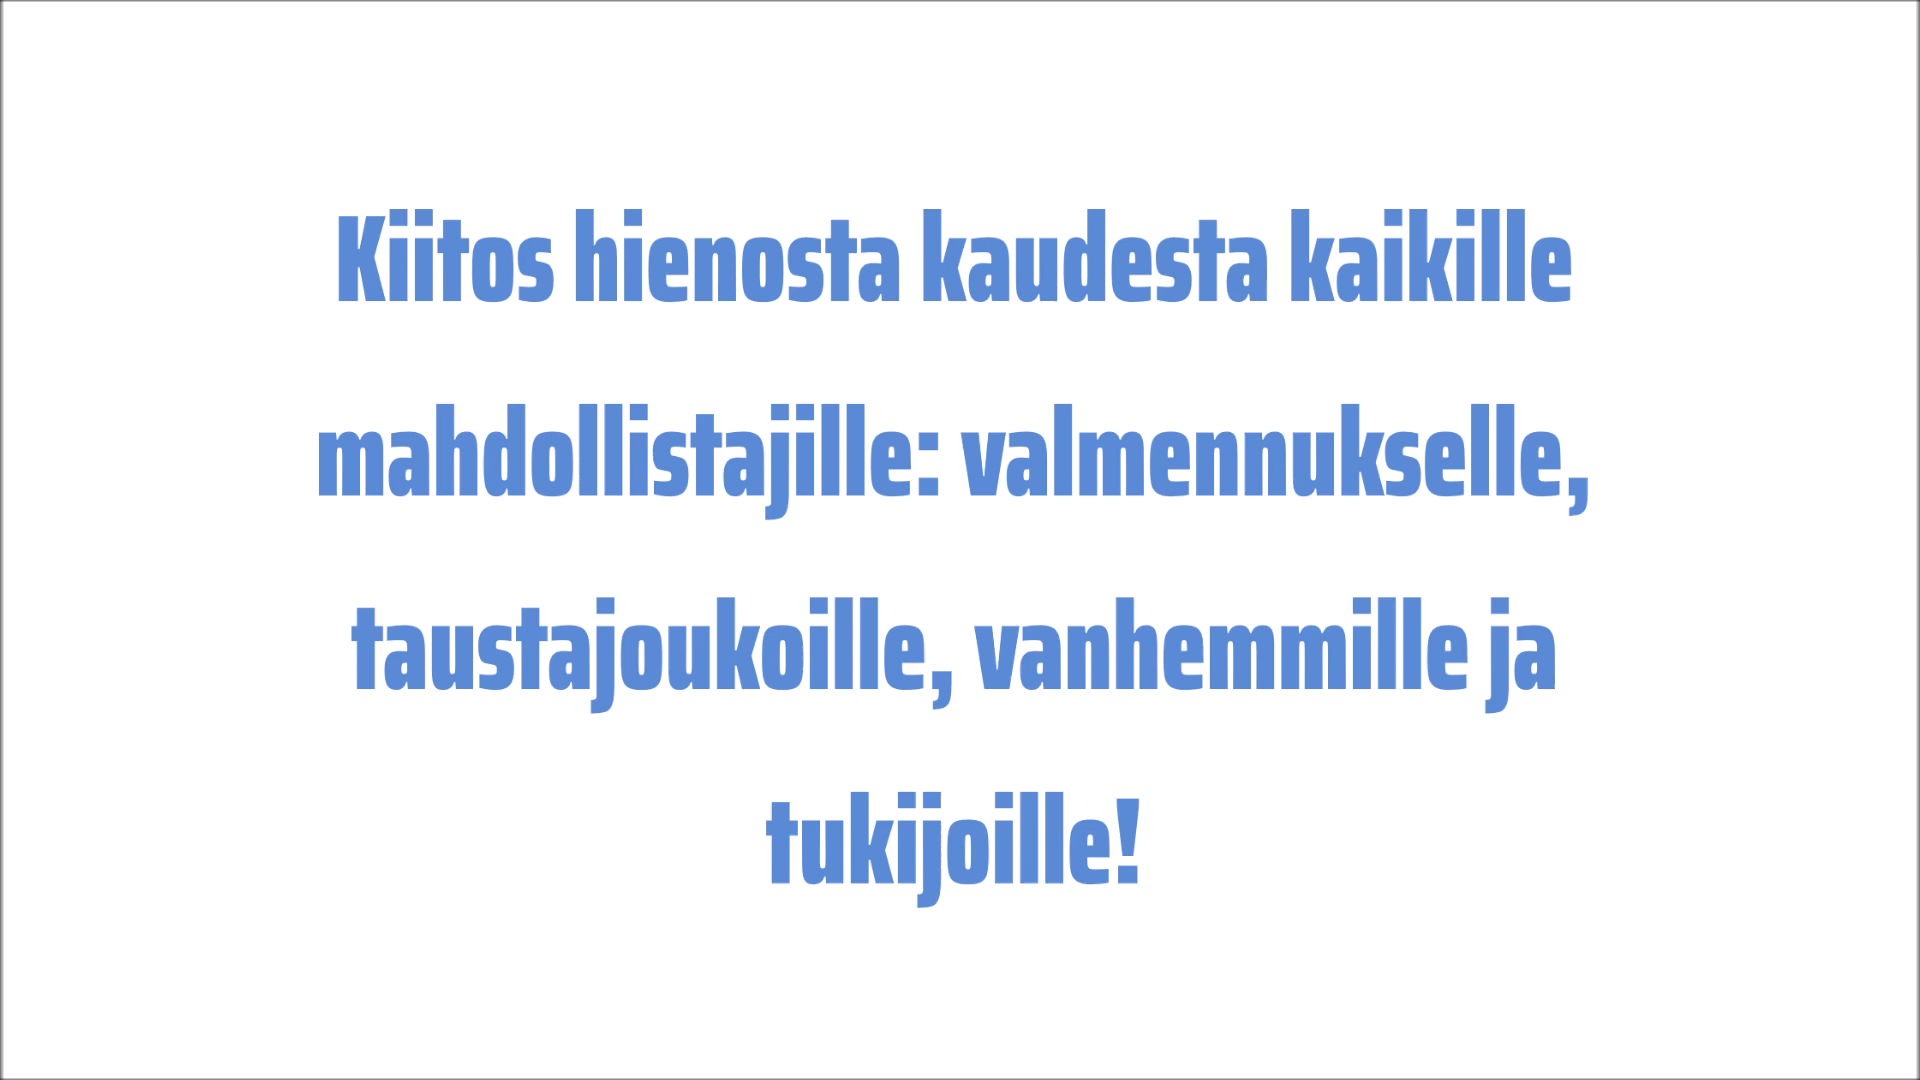 Kiitos hienosta kaudesta kaikille
mahdollistajille: valmennukselle,
taustajoukoille, vanhemmille ja
tukijoille!